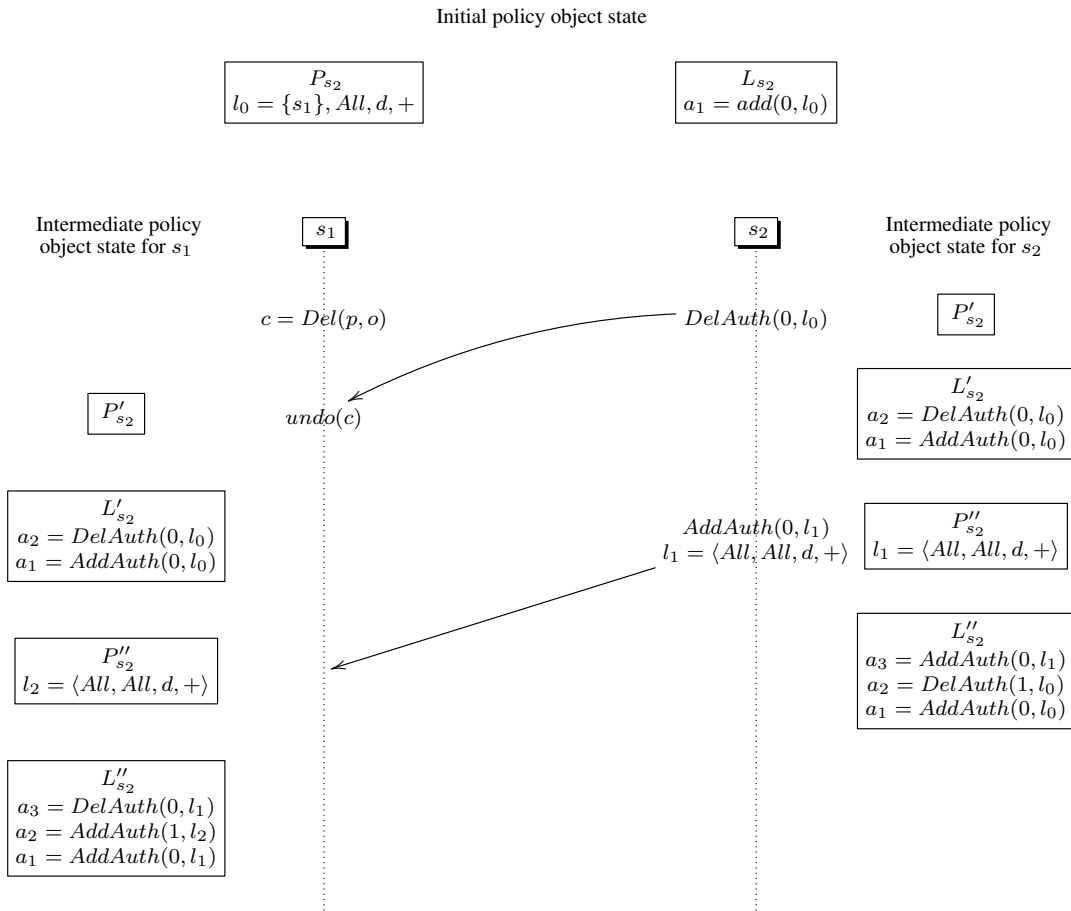 Initial policy object state
P_{s_2}
l_0 = {s_1}, All, d, +
L_{s_2}
a_1 = add(0, l_0)
Intermediate policy
object state for s_1
s_1
s_2
Intermediate policy
object state for s_2
c = Del(p, o)
DelAuth(0, l_0)
P'_{s_2}
L'_{s_2}
a_2 = DelAuth(0, l_0)
a_1 = AddAuth(0, l_0)
P'_{s_2}
undo(c)
L'_{s_2}
a_2 = DelAuth(0, l_0)
a_1 = AddAuth(0, l_0)
AddAuth(0, l_1)
l_1 = ⟨All, All, d, +⟩
P''_{s_2}
l_1 = ⟨All, All, d, +⟩
L''_{s_2}
a_3 = AddAuth(0, l_1)
a_2 = DelAuth(1, l_0)
a_1 = AddAuth(0, l_0)
P''_{s_2}
l_2 = ⟨All, All, d, +⟩
L''_{s_2}
a_3 = DelAuth(0, l_1)
a_2 = AddAuth(1, l_2)
a_1 = AddAuth(0, l_1)